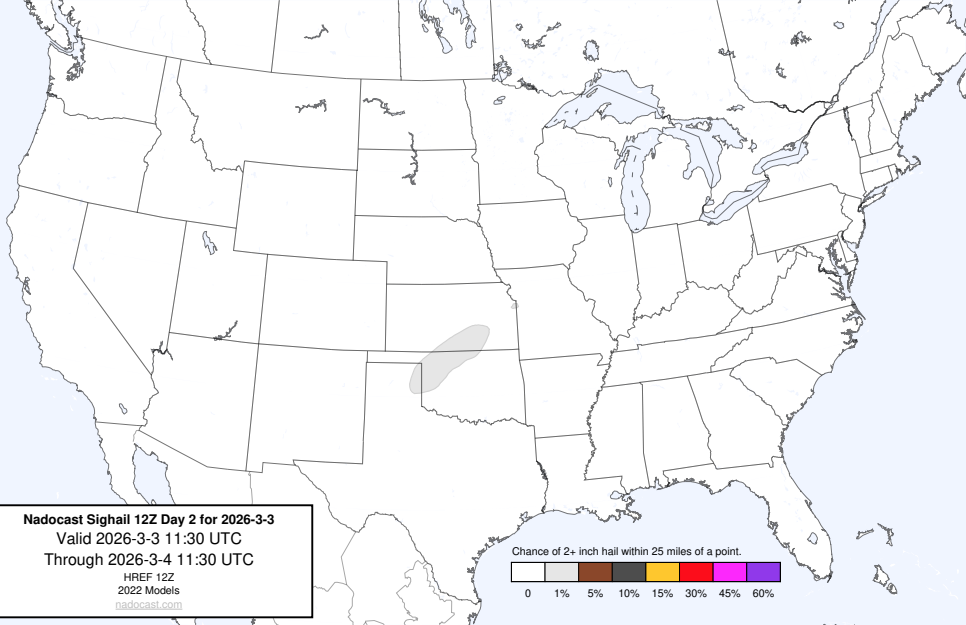 Nadocast Sighail 12Z Day 2 for 2026-3-3
Valid 2026-3-3 11:30 UTC
Through 2026-3-4 11:30 UTC
HREF 12Z
2022 Models
nadocast.com
Chance of 2+ inch hail within 25 miles of a point.
0 1% 5% 10% 15% 30% 45% 60%